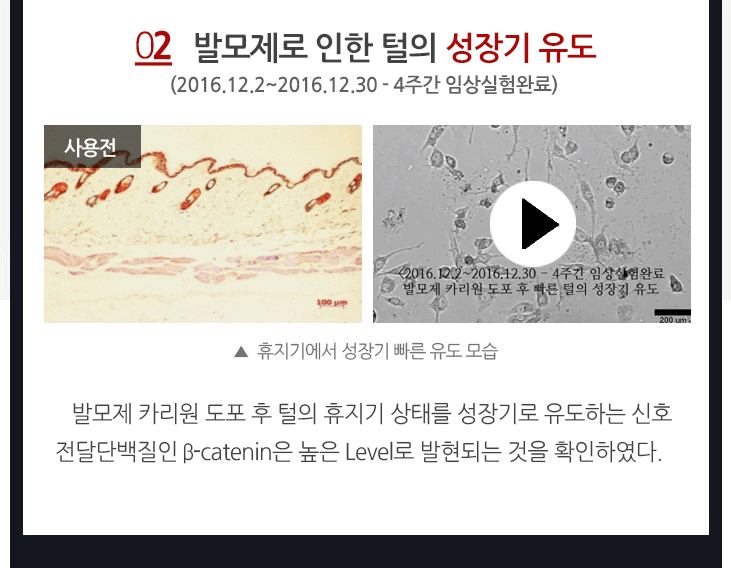 02 발모제로 인한 털의 성장기 유도
(2016.12.2~2016.12.30 - 4주간 임상실험완료)
사용전
100 μm
<2016.12.2~2016.12.30 - 4주간 임상실험완료
발모제 카리원 도포 후 빠른 털의 성장기 유도
200 um
▲ 휴지기에서 성장기 빠른 유도 모습
발모제 카리원 도포 후 털의 휴지기 상태를 성장기로 유도하는 신호
전달단백질인 β-catenin은 높은 Level로 발현되는 것을 확인하였다.